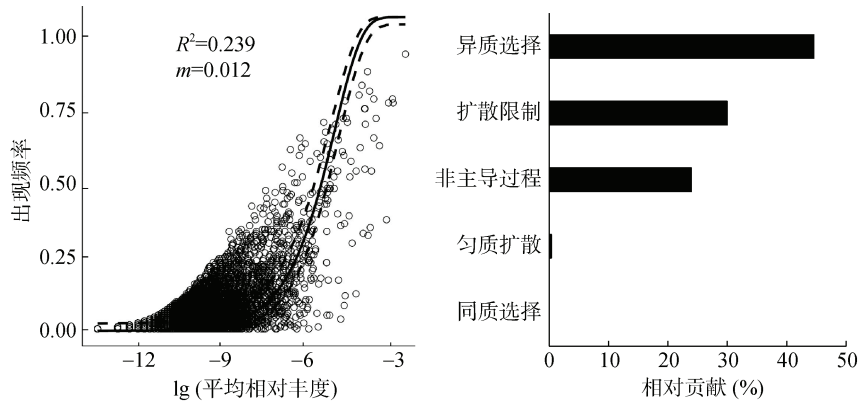 1.00
0.75
0.50
0.25
0.00
出现频率
R²=0.239
m=0.012
−12
−9
−6
−3
lg (平均相对丰度)
异质选择
扩散限制
非主导过程
匀质扩散
同质选择
0
10
20
30
40
50
相对贡献 (%)